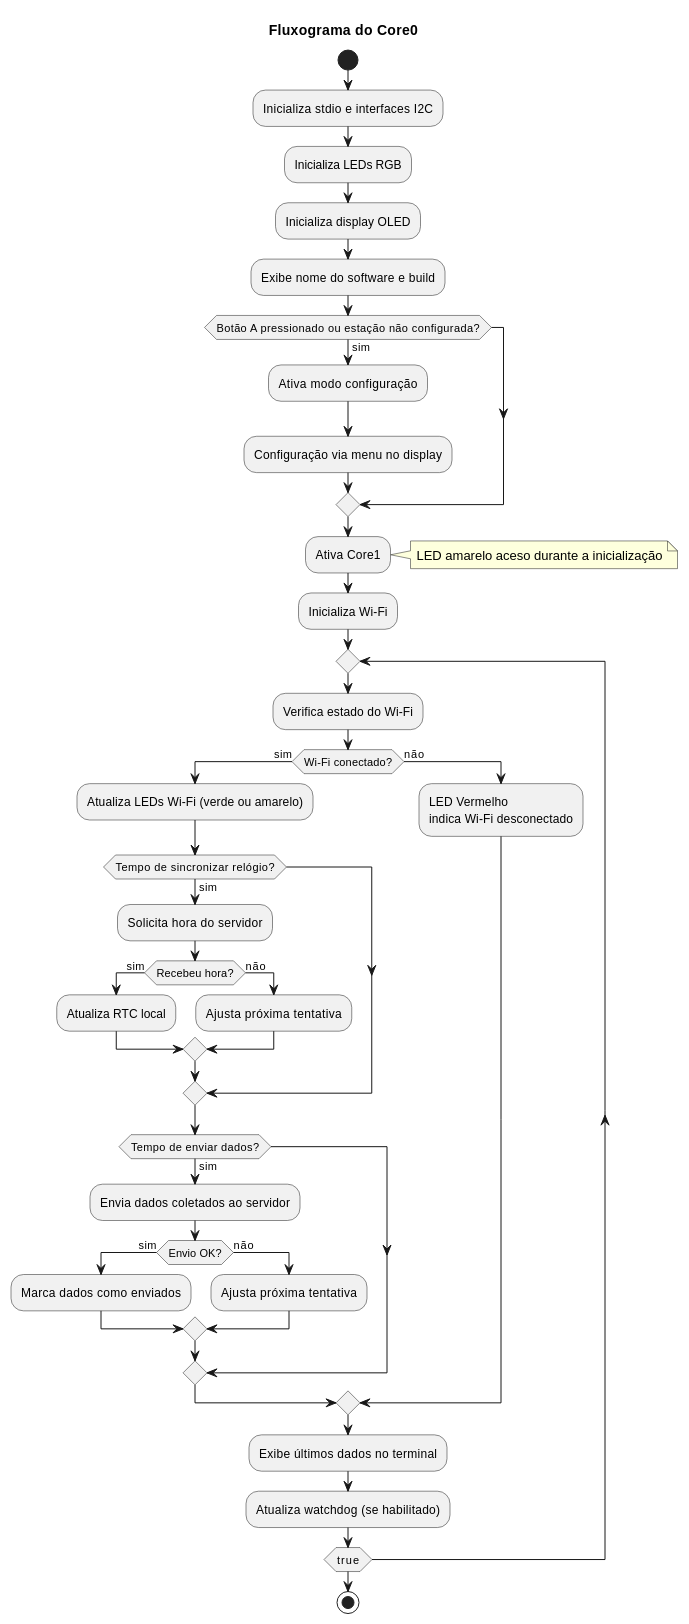 Fluxograma do Core0
Inicializa stdio e interfaces I2C
Inicializa LEDs RGB
Inicializa display OLED
Exibe nome do software e build
Botão A pressionado ou estação não configurada?
sim
Ativa modo configuração
Configuração via menu no display
Ativa Core1
LED amarelo aceso durante a inicialização
Inicializa Wi-Fi
Verifica estado do Wi-Fi
sim
Wi-Fi conectado?
não
Atualiza LEDs Wi-Fi (verde ou amarelo)
LED Vermelho
indica Wi-Fi desconectado
Tempo de sincronizar relógio?
sim
Solicita hora do servidor
sim
Recebeu hora?
não
Atualiza RTC local
Ajusta próxima tentativa
Tempo de enviar dados?
sim
Envia dados coletados ao servidor
sim
Envio OK?
não
Marca dados como enviados
Ajusta próxima tentativa
Exibe últimos dados no terminal
Atualiza watchdog (se habilitado)
true